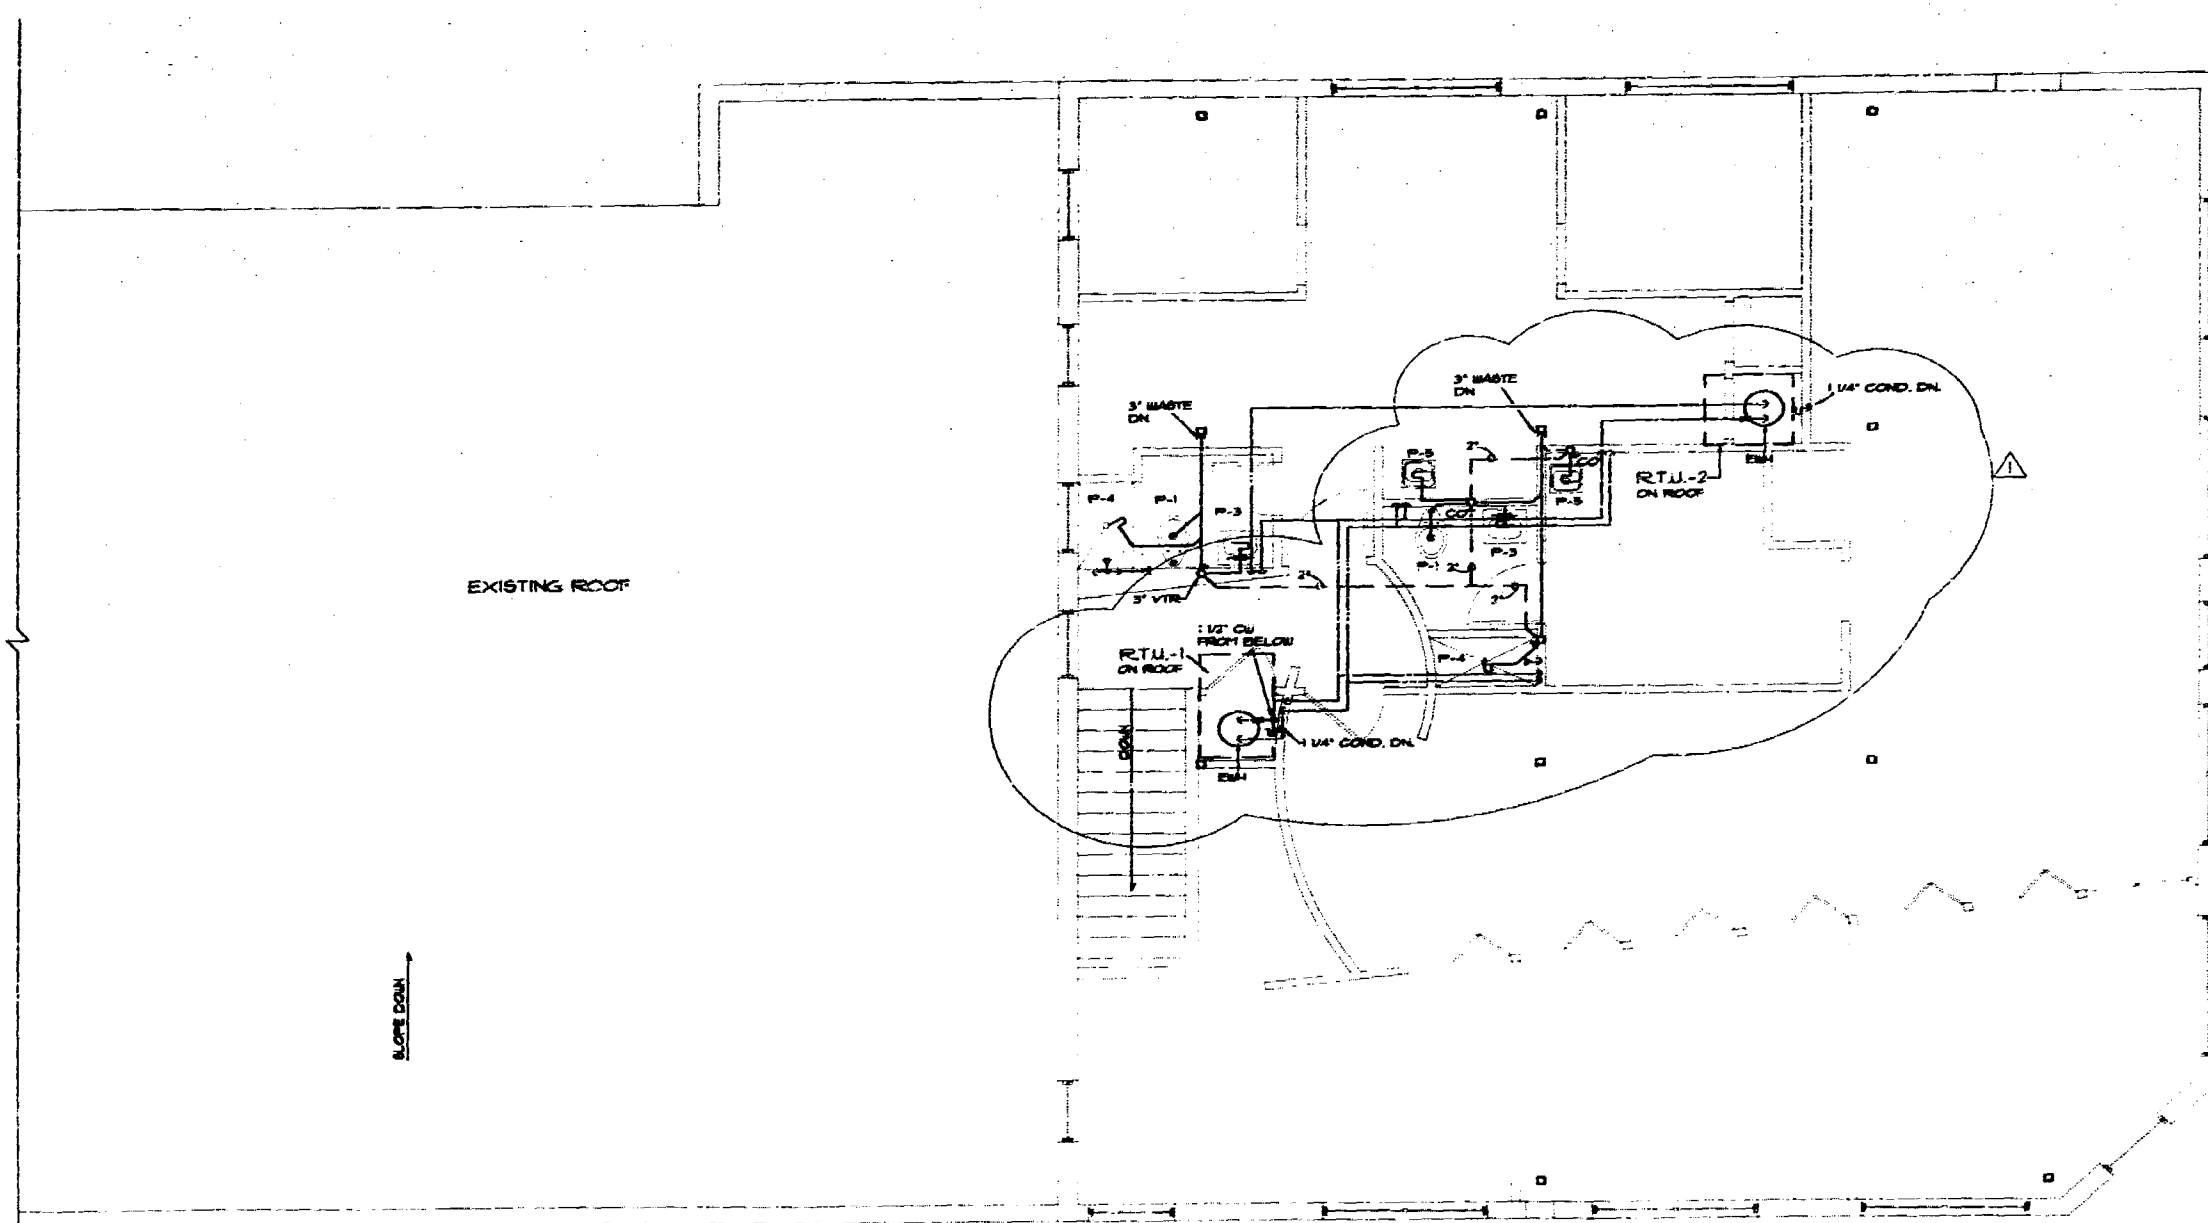 3" WASTE
DN
1 1/4" COND. DN.
3" WASTE
DN
P-5
2"
CO
EWH
R.T.U.-2
ON ROOF
1
P-4
P-1
P-3
P-5
CO
P-3
P-1
2"
EXISTING ROOF
3" VTR
2"
2"
1 1/2" CW
FROM BELOW
R.T.U.-1
ON ROOF
P-4
DOWN
1 1/4" COND. DN.
EWH
SLOPE DOWN